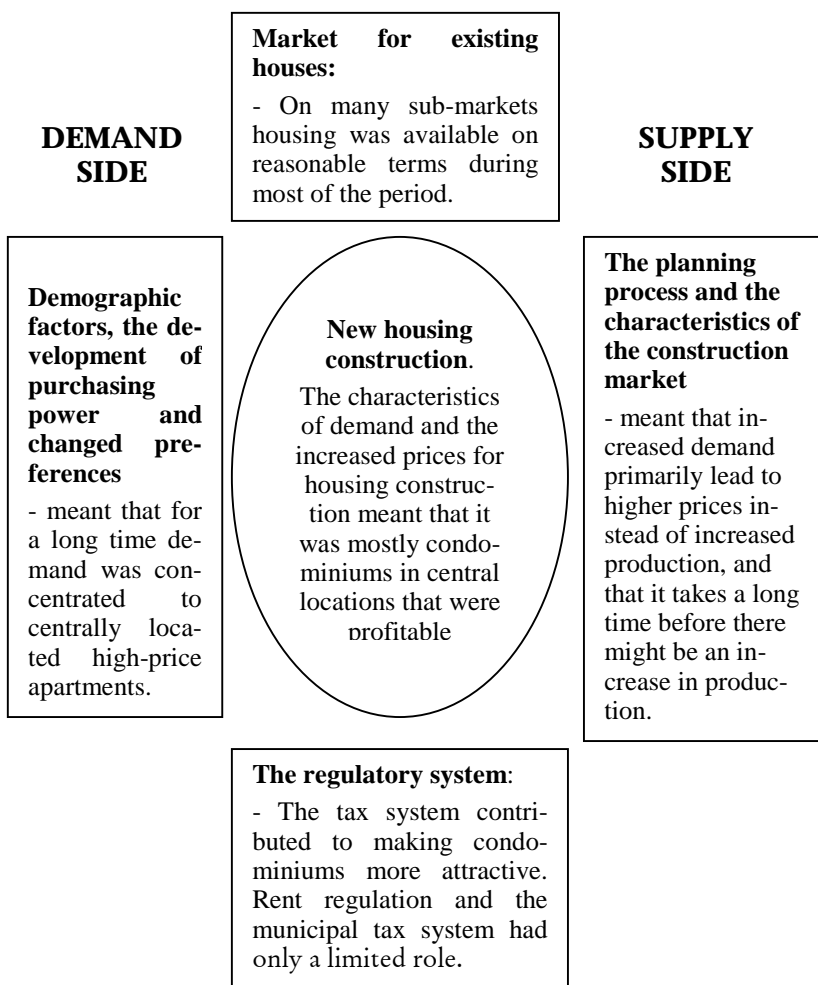 Market for existing
houses:
- On many sub-markets
housing was available on
reasonable terms during
most of the period.
DEMAND
SIDE
SUPPLY
SIDE
Demographic
factors, the de-
velopment of
purchasing
power and
changed pre-
ferences
- meant that for
a long time de-
mand was con-
centrated to
centrally loca-
ted high-price
apartments.
New housing
construction.
The characteristics
of demand and the
increased prices for
housing construc-
tion meant that it
was mostly condo-
miniums in central
locations that were
profitable
The planning
process and the
characteristics of
the construction
market
- meant that in-
creased demand
primarily lead to
higher prices in-
stead of increased
production, and
that it takes a long
time before there
might be an in-
crease in produc-
tion.
The regulatory system:
- The tax system contri-
buted to making condo-
miniums more attractive.
Rent regulation and the
municipal tax system had
only a limited role.